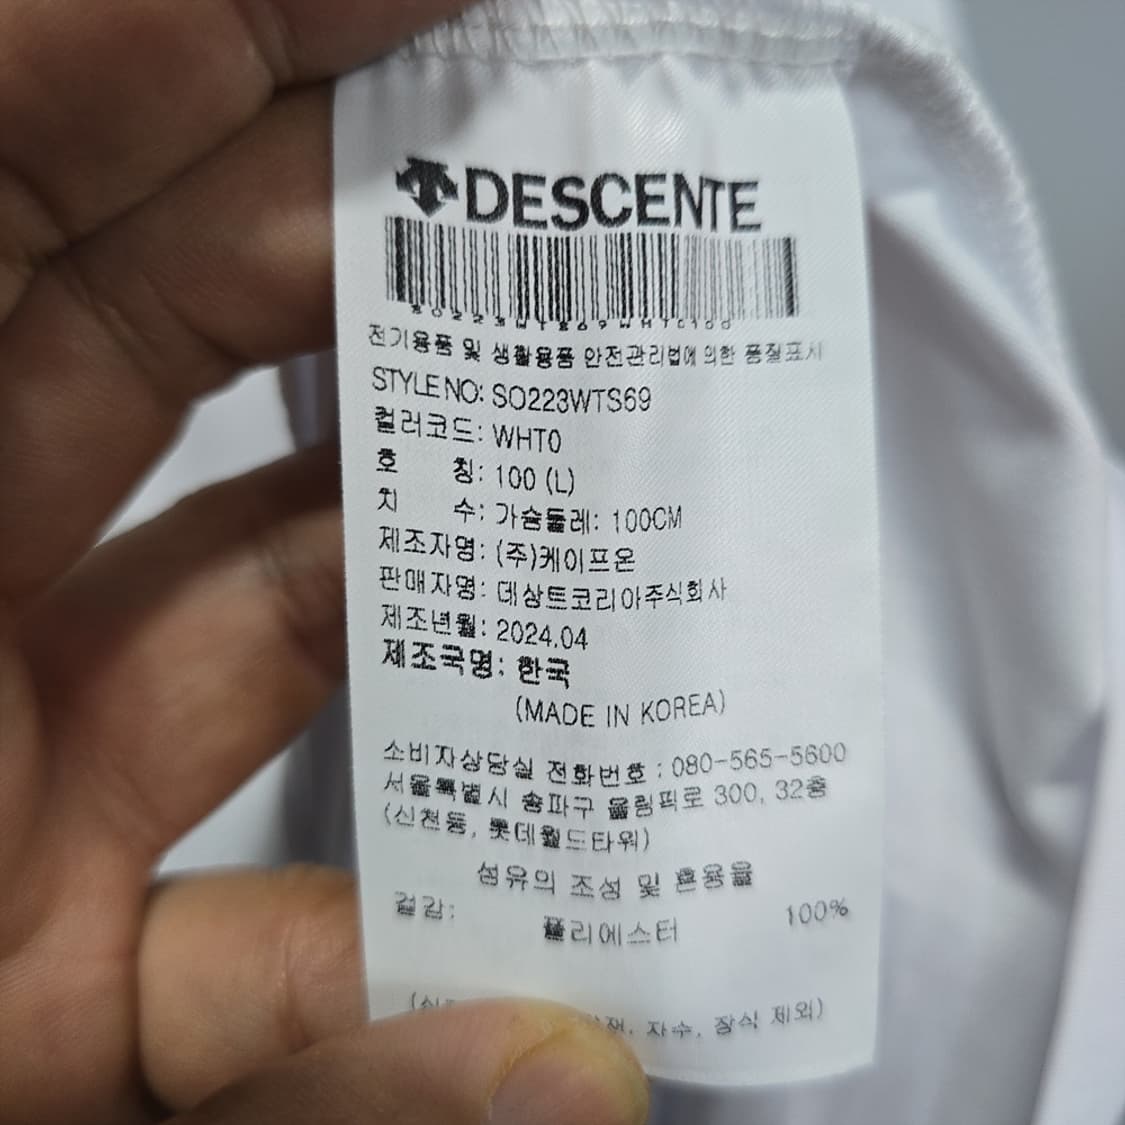 DESCENTE
SO223WTS69WHT0100
전기용품 및 생활용품 안전관리법에 의한 품질표시
STYLE NO: SO223WTS69
컬러코드: WHT0
호 칭: 100 (L)
치 수: 가슴둘레: 100CM
제조자명: (주)케이프온
판매자명: 데상트코리아주식회사
제조년월: 2024.04
제조국명: 한국
(MADE IN KOREA)
소비자상당실 전화번호 : 080-565-5600
서울특별시 송파구 올림픽로 300, 32층
(신천동, 롯데월드타워)
섬유의 조성 및 혼용율
겉감: 폴리에스터 100%
자수, 장식 제외)